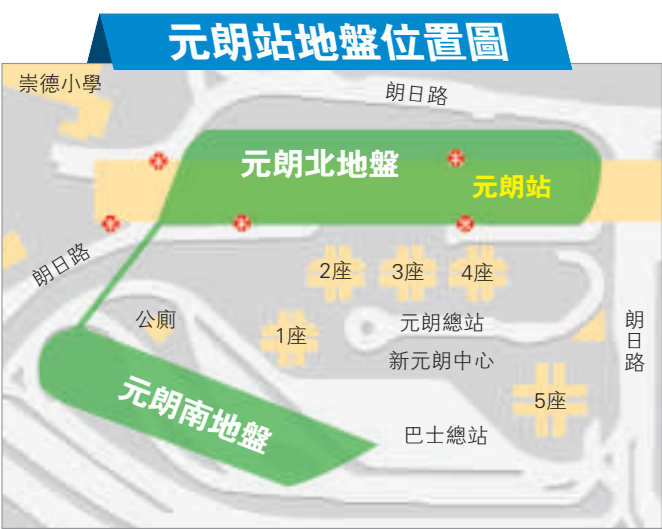 元朗站地盤位置圖
崇德小學
朗日路
元朗北地盤
元朗站
朗日路
2座
3座
4座
公廁
1座
元朗總站
朗日路
新元朗中心
元朗南地盤
5座
巴士總站